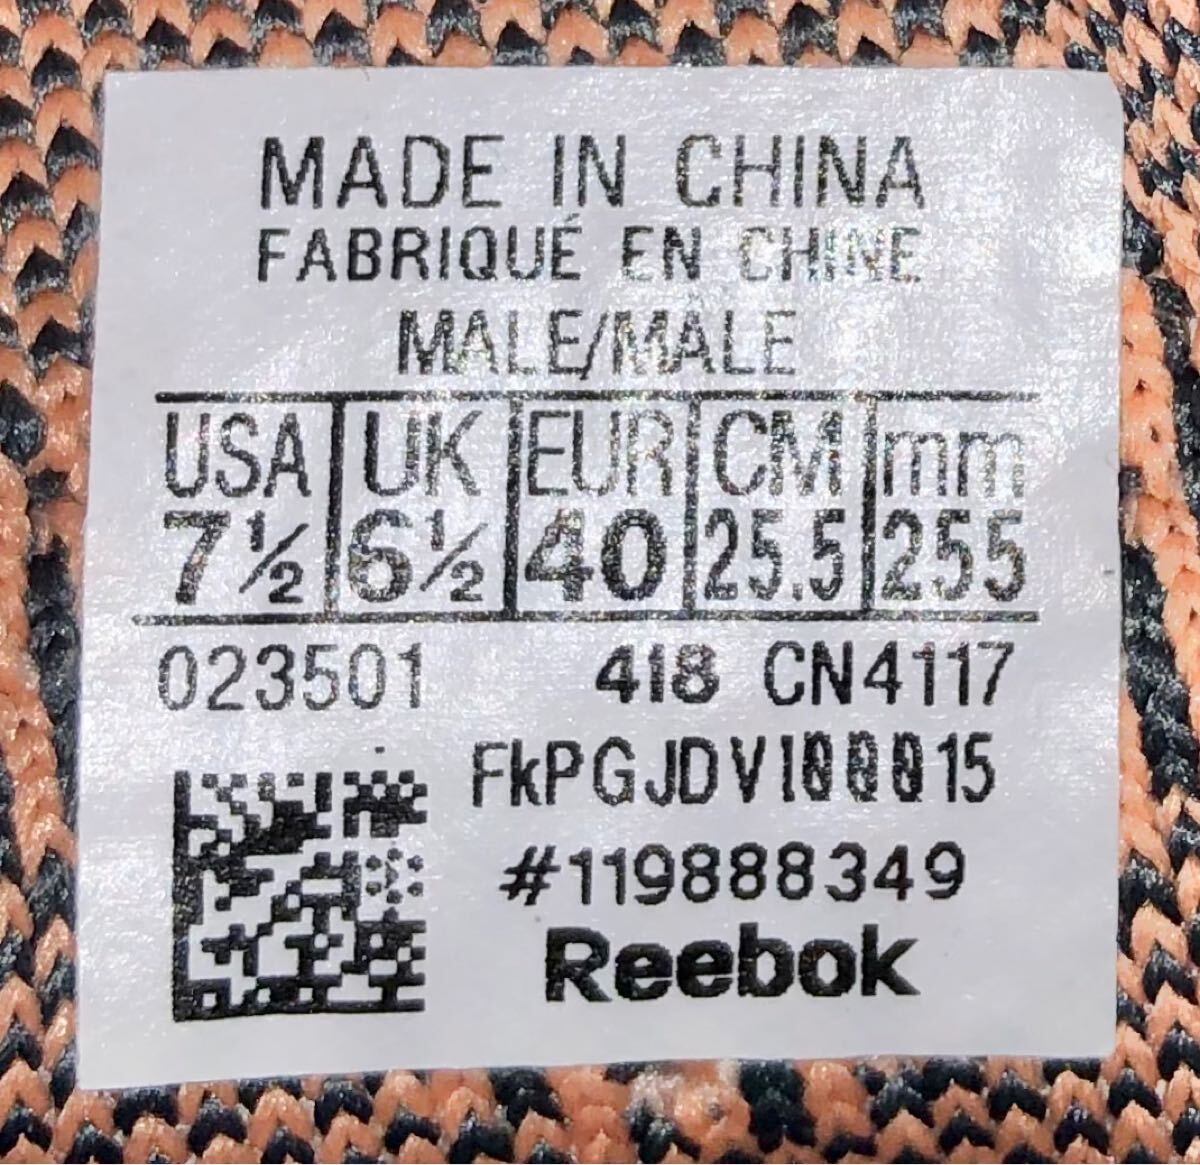 MADE IN CHINA
FABRIQUÉ EN CHINE
MALE/MALE
USA UK EUR CM mm
7½ 6½ 40 25.5 255
023501 418 CN4117
FkPGJDVI00015
#119888349
Reebok